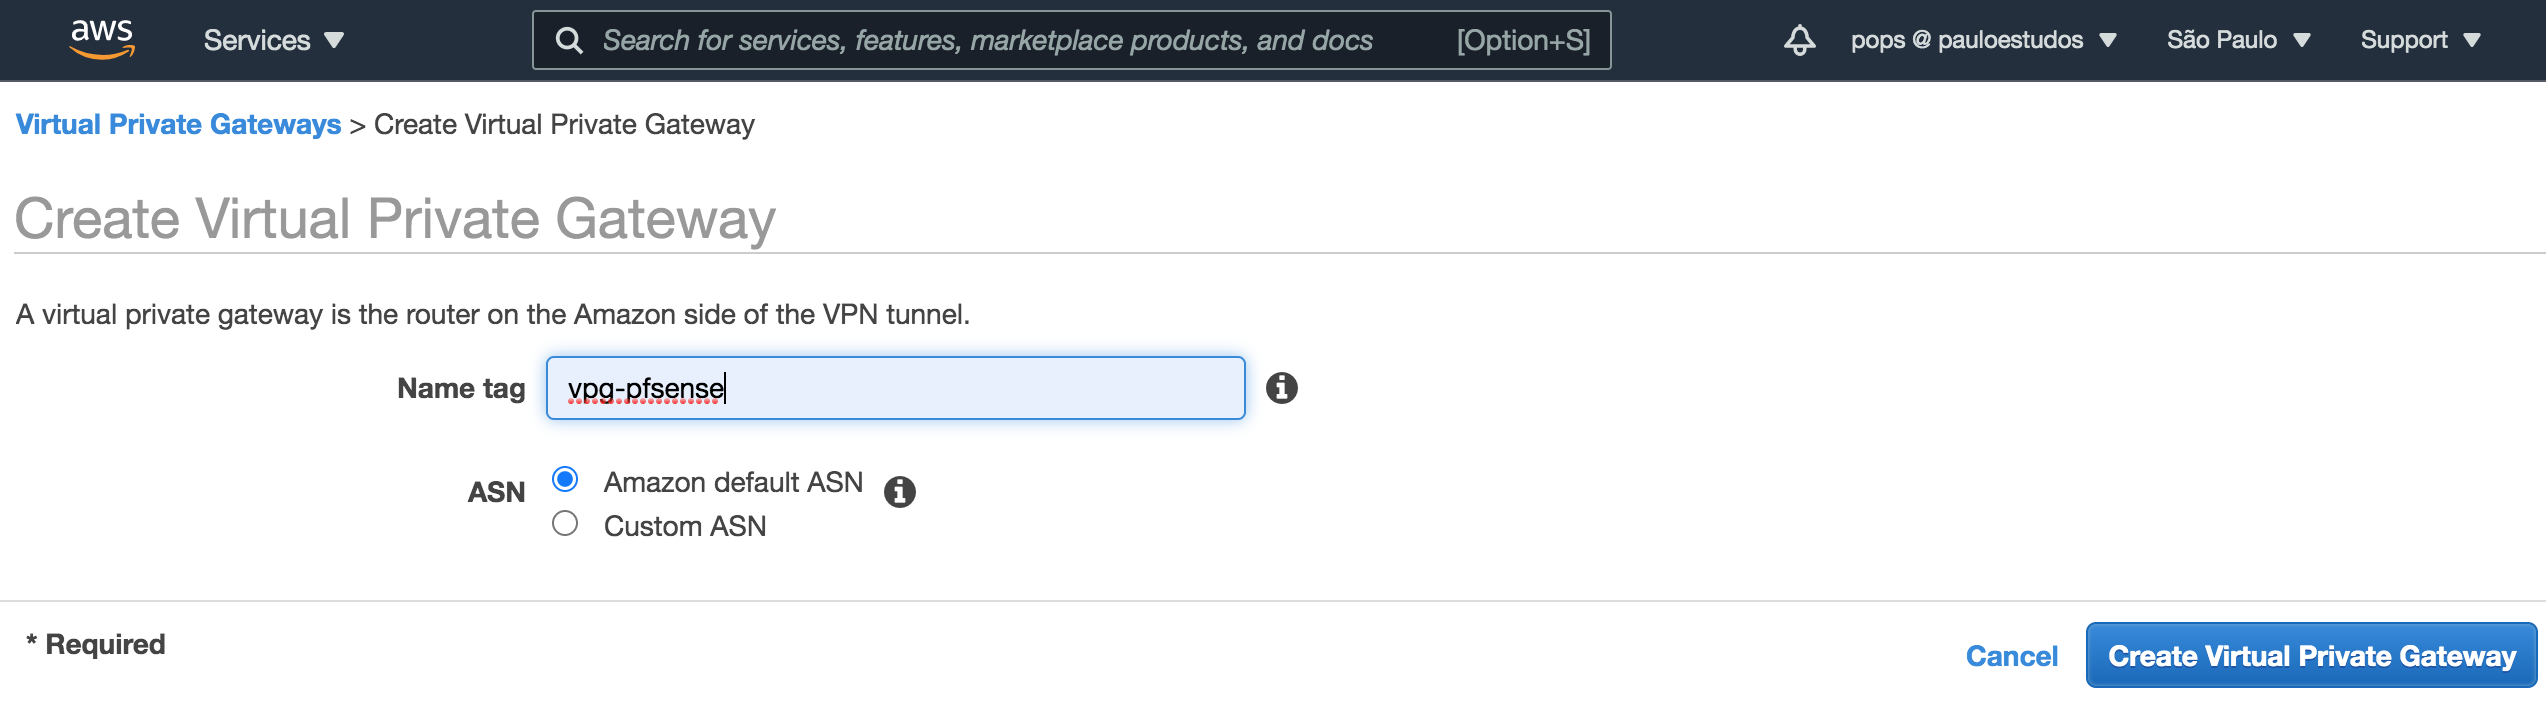 aws Services Search for services, features, marketplace products, and docs [Option+S] pops @ pauloestudos São Paulo Support
Virtual Private Gateways > Create Virtual Private Gateway
Create Virtual Private Gateway
A virtual private gateway is the router on the Amazon side of the VPN tunnel.
Name tag vpg-pfsense
ASN Amazon default ASN
Custom ASN
* Required
Cancel Create Virtual Private Gateway